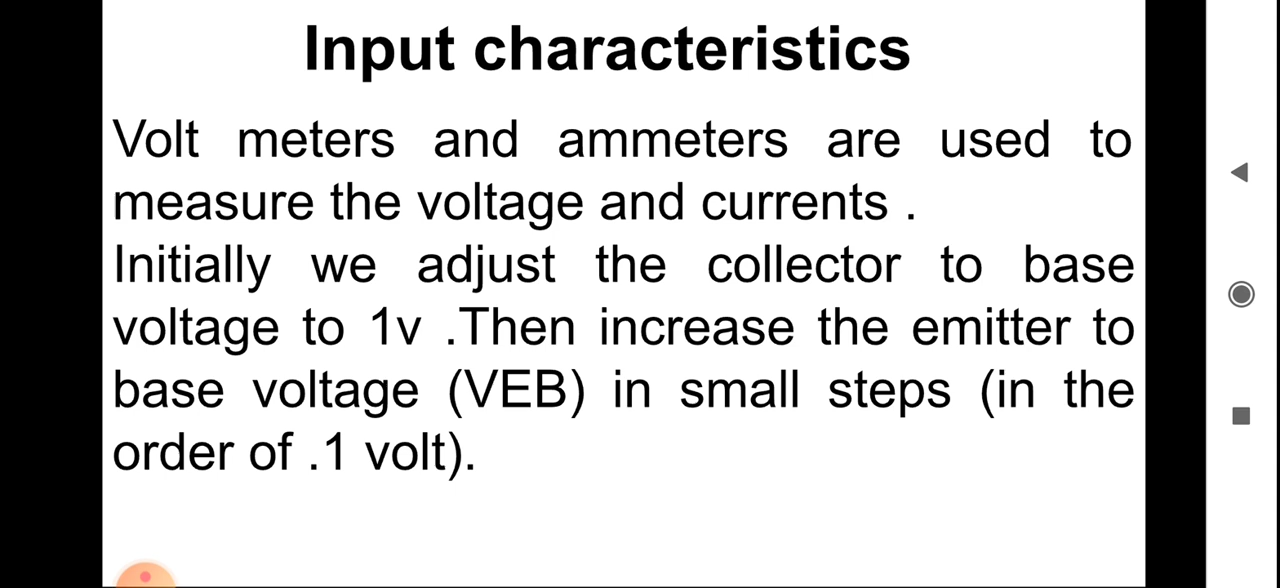 Input characteristics
Volt meters and ammeters are used to
measure the voltage and currents .
Initially we adjust the collector to base
voltage to 1v .Then increase the emitter to
base voltage (VEB) in small steps (in the
order of .1 volt).